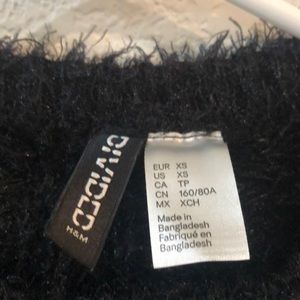 DIVIDED
H&M
EUR XS
US XS
CA TP
CN 160/80A
MX XCH
Made in
Bangladesh
Fabriqué en
Bangladesh